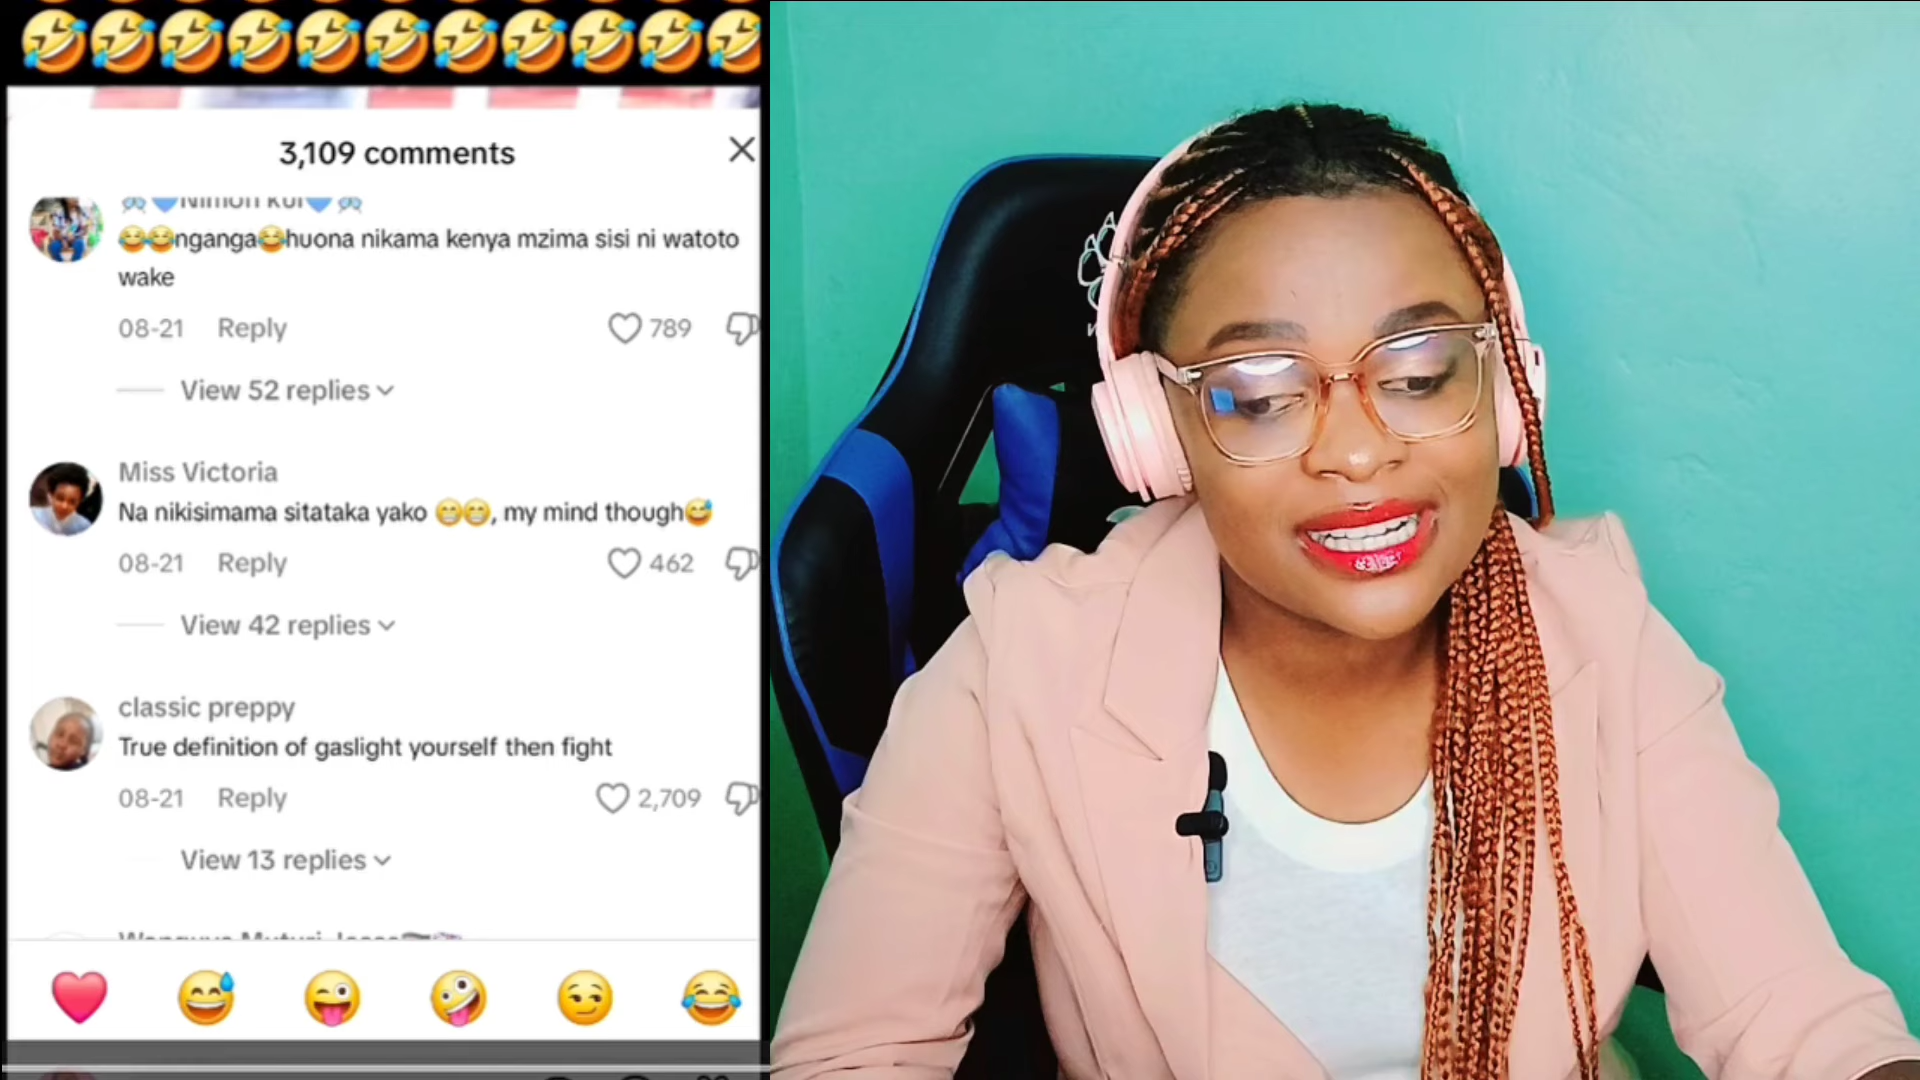 3,109 comments
😂😂nganga😂huona nikama kenya mzima sisi ni watoto
wake
08-21 Reply 789
View 52 replies
Miss Victoria
Na nikisimama sitataka yako 😁😁, my mind though😅
08-21 Reply 462
View 42 replies
classic preppy
True definition of gaslight yourself then fight
08-21 Reply 2,709
View 13 replies